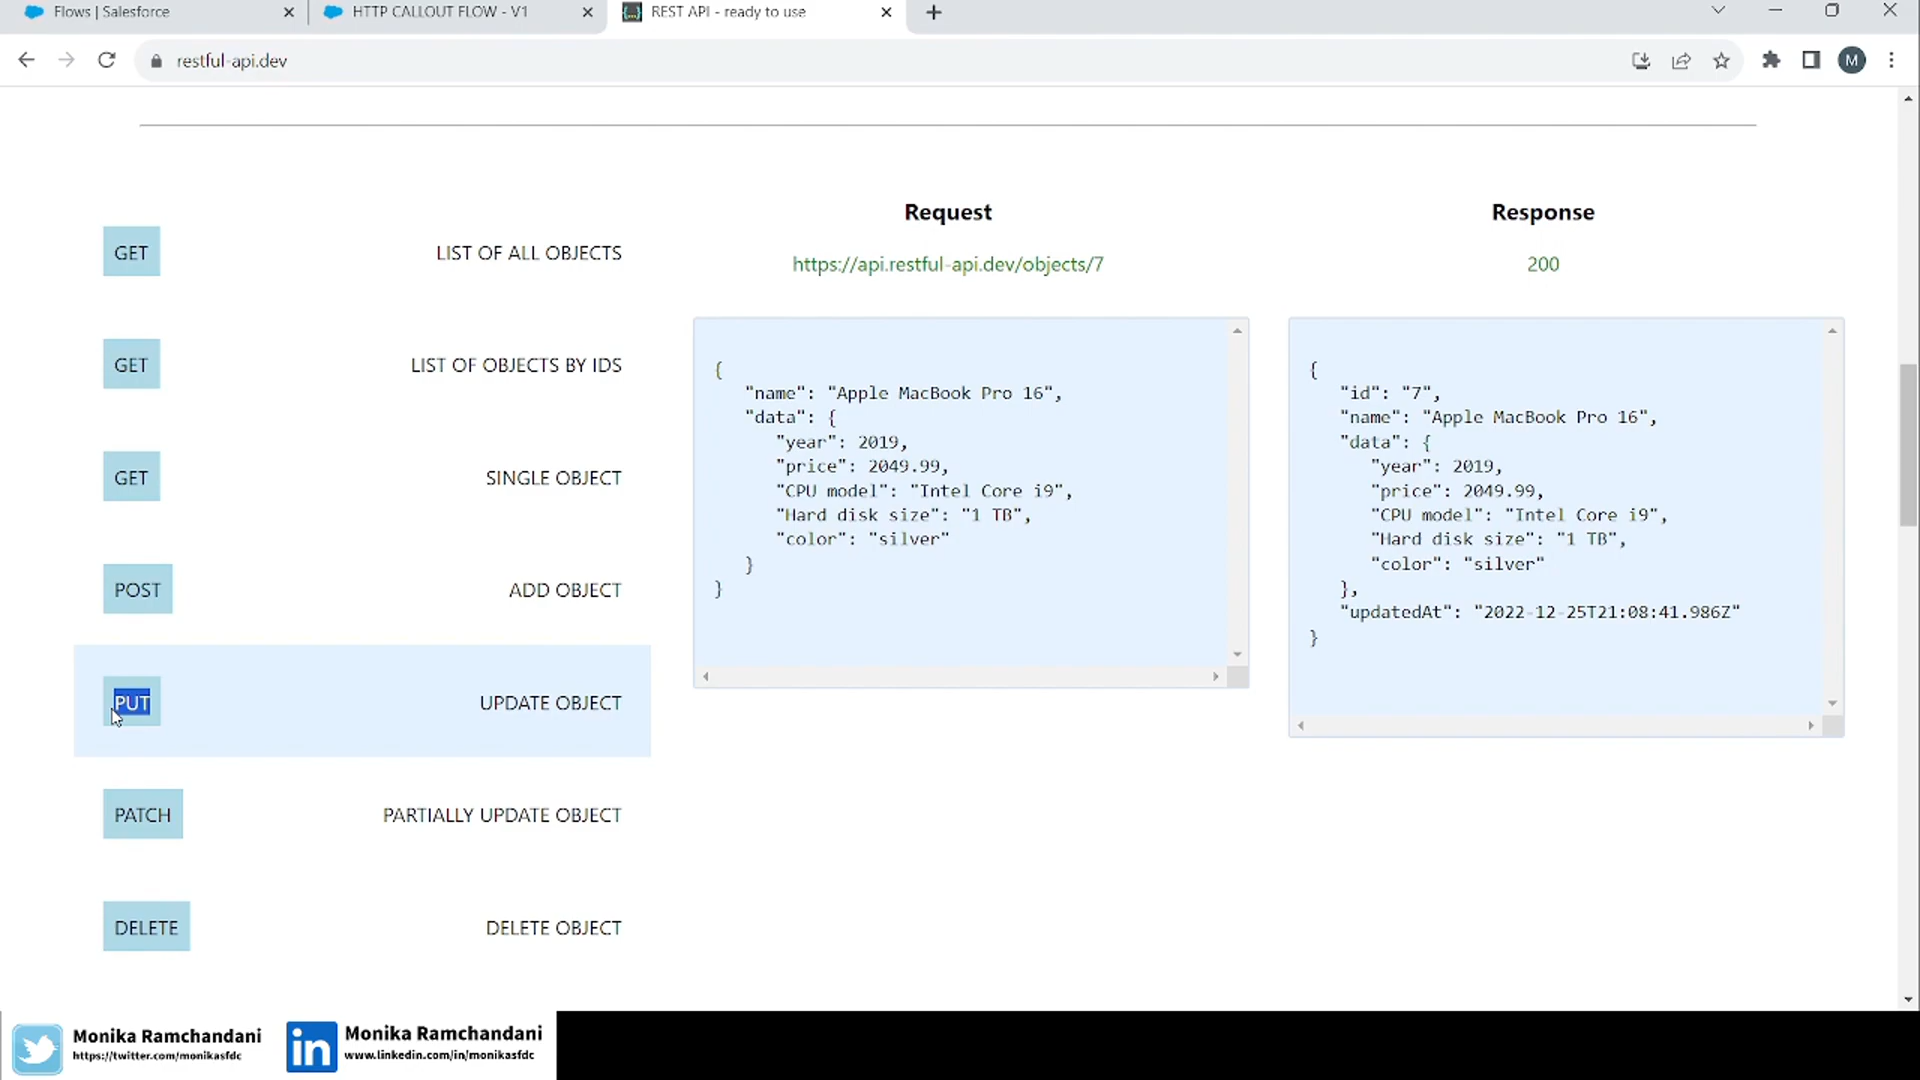 Flows | Salesforce
HTTP CALLOUT FLOW - V1
REST API - ready to use
restful-api.dev
M
Request
Response
GET
LIST OF ALL OBJECTS
https://api.restful-api.dev/objects/7
200
GET
LIST OF OBJECTS BY IDS
GET
SINGLE OBJECT
POST
ADD OBJECT
PUT
UPDATE OBJECT
PATCH
PARTIALLY UPDATE OBJECT
DELETE
DELETE OBJECT
{
"name": "Apple MacBook Pro 16",
"data": {
"year": 2019,
"price": 2049.99,
"CPU model": "Intel Core i9",
"Hard disk size": "1 TB",
"color": "silver"
}
}
{
"id": "7",
"name": "Apple MacBook Pro 16",
"data": {
"year": 2019,
"price": 2049.99,
"CPU model": "Intel Core i9",
"Hard disk size": "1 TB",
"color": "silver"
},
"updatedAt": "2022-12-25T21:08:41.986Z"
}
Monika Ramchandani
https://twitter.com/monikasfdc
in
Monika Ramchandani
www.linkedin.com/in/monikasfdc